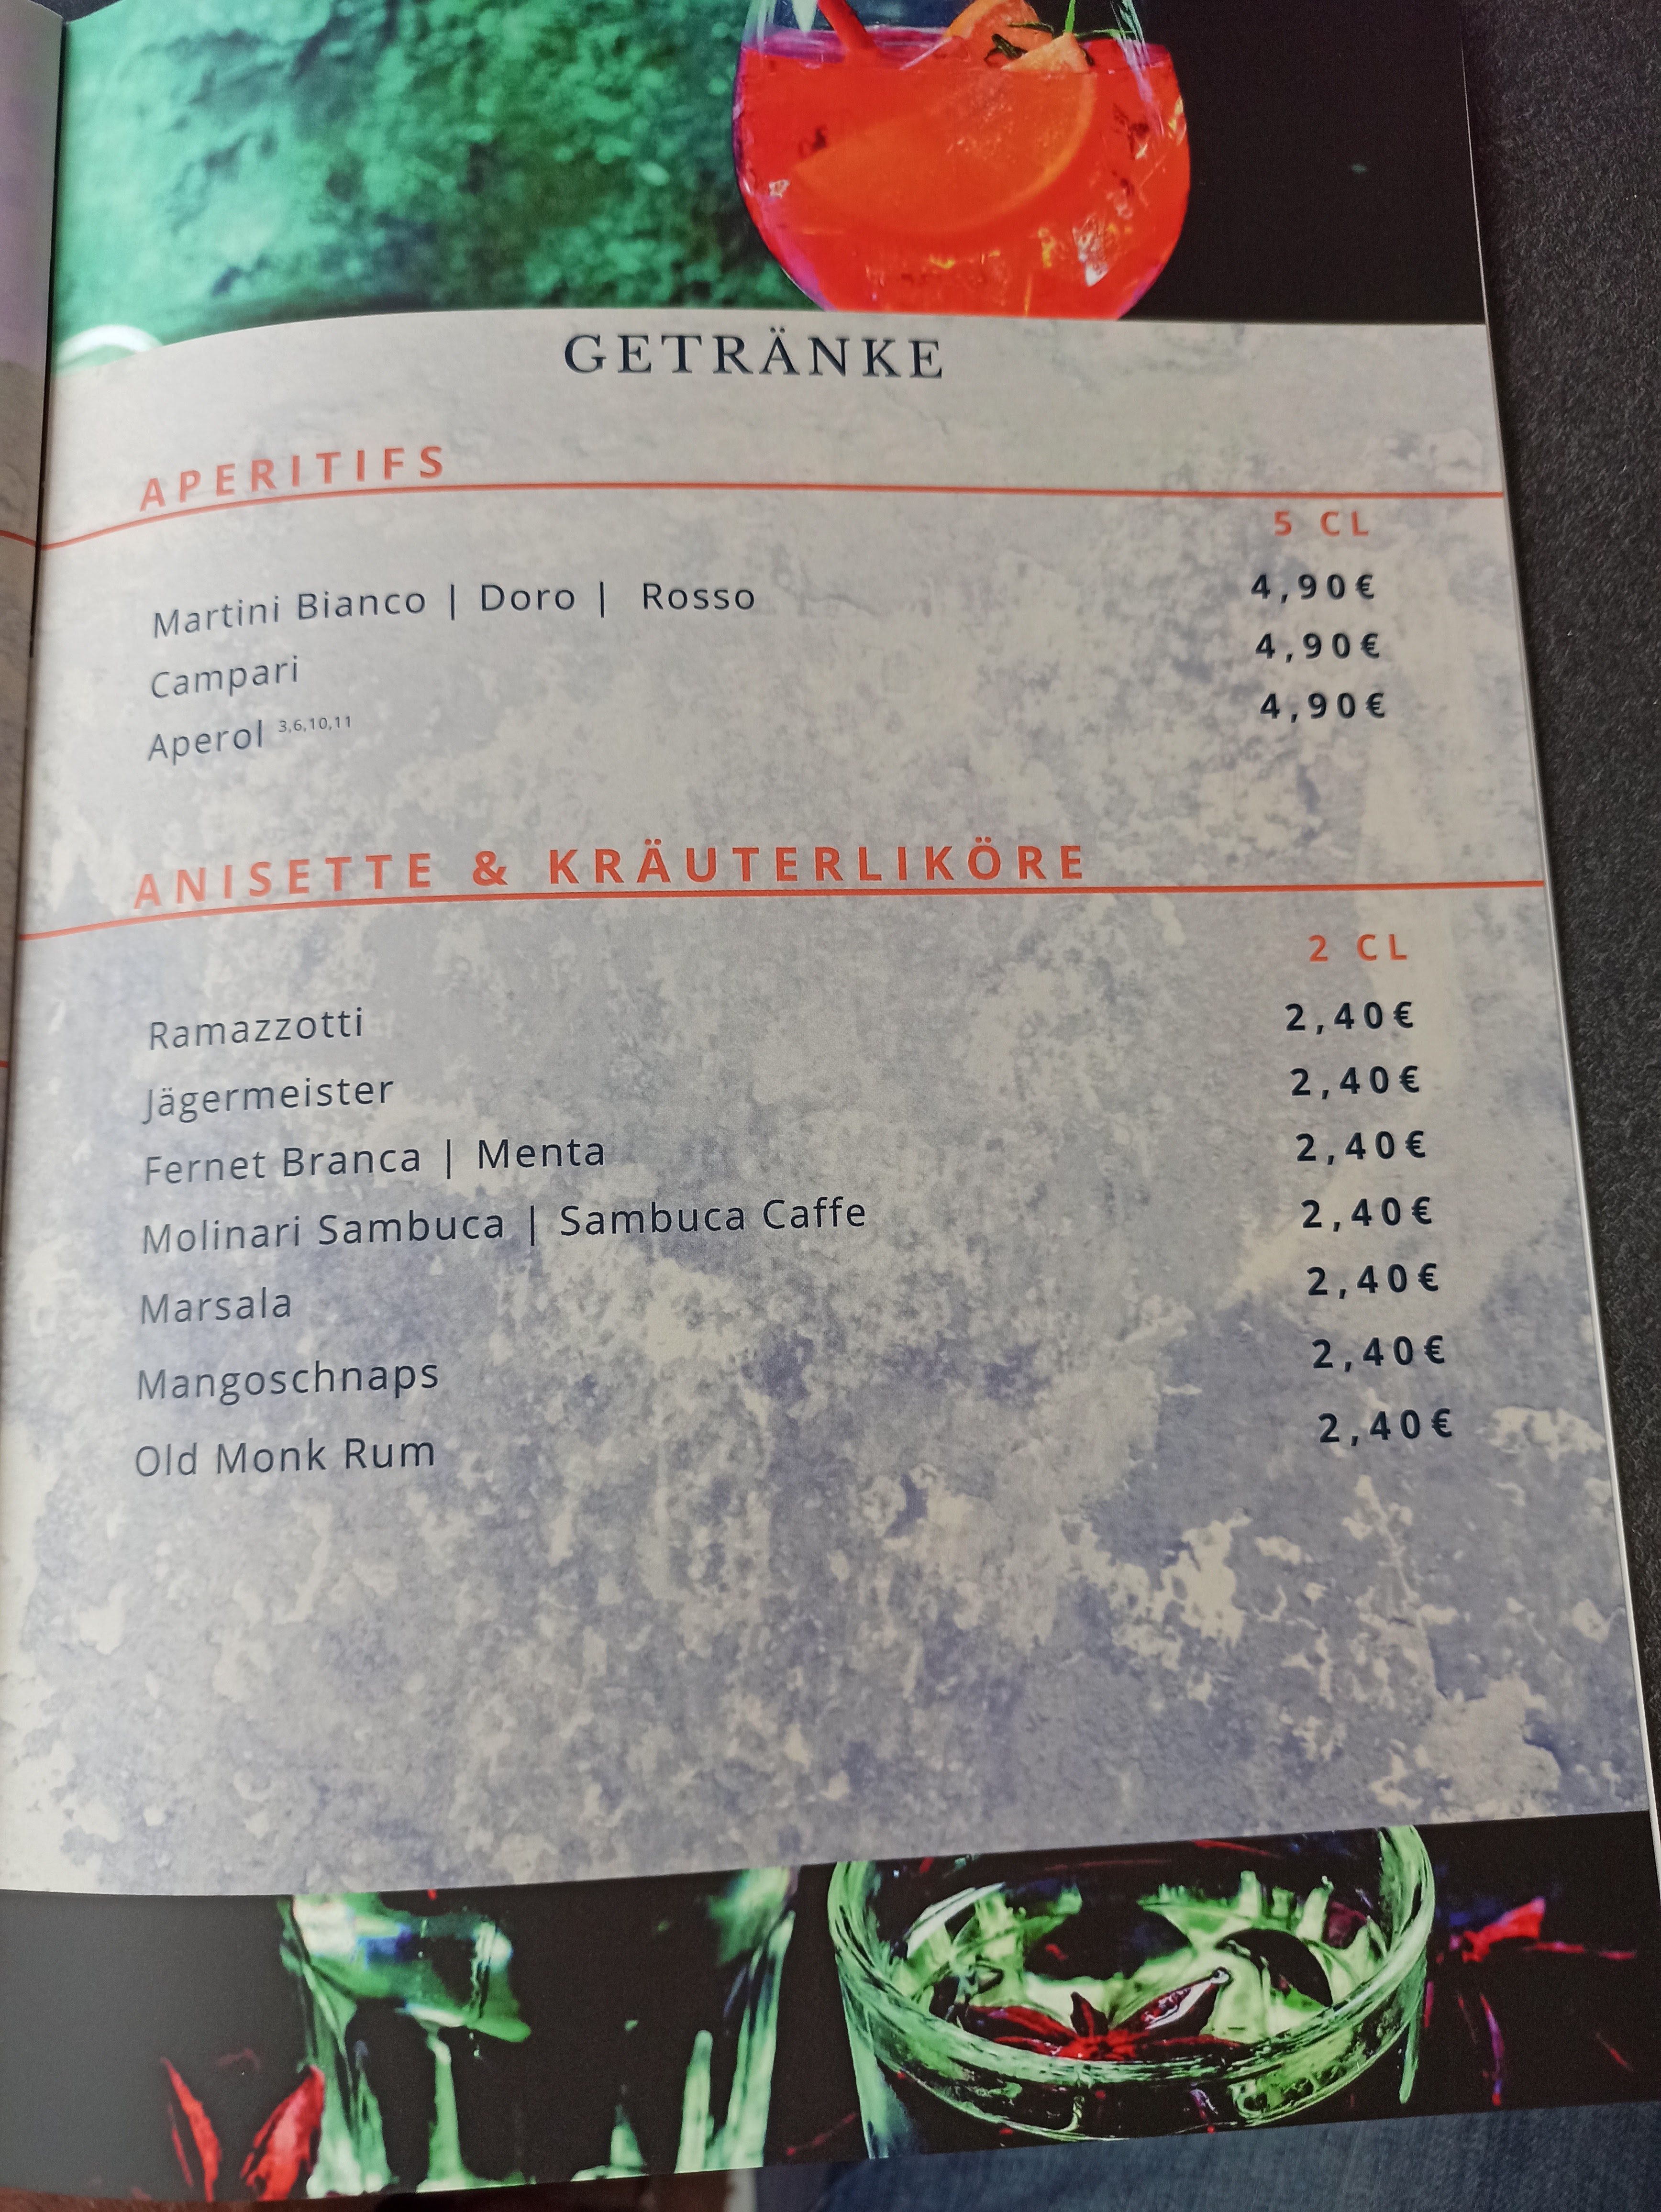 GETRÄNKE
APERITIFS
5 CL
Martini Bianco | Doro | Rosso 4,90€
Campari 4,90€
Aperol 3,6,10,11 4,90€
ANISETTE & KRÄUTERLIKÖRE
2 CL
Ramazzotti 2,40€
Jägermeister 2,40€
Fernet Branca | Menta 2,40€
Molinari Sambuca | Sambuca Caffe 2,40€
Marsala 2,40€
Mangoschnaps 2,40€
Old Monk Rum 2,40€